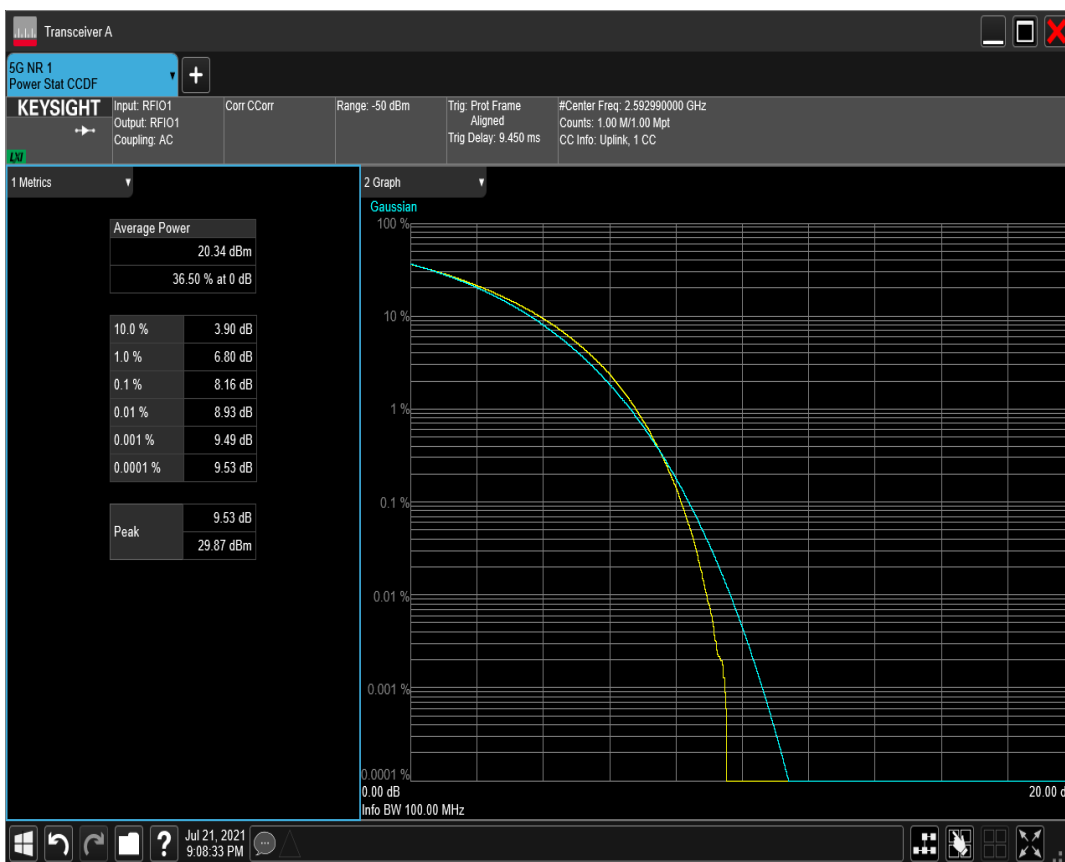 Transceiver A
5G NR 1
Power Stat CCDF
KEYSIGHT
LXI
Input: RFIO1
Output: RFIO1
Coupling: AC
Corr CCorr
Range: -50 dBm
Trig: Prot Frame
Aligned
Trig Delay: 9.450 ms
#Center Freq: 2.592990000 GHz
Counts: 1.00 M/1.00 Mpt
CC Info: Uplink, 1 CC
1 Metrics
Average Power
20.34 dBm
36.50 % at 0 dB
10.0 % 3.90 dB
1.0 % 6.80 dB
0.1 % 8.16 dB
0.01 % 8.93 dB
0.001 % 9.49 dB
0.0001 % 9.53 dB
Peak 9.53 dB
29.87 dBm
2 Graph
Gaussian
100 %
10 %
1 %
0.1 %
0.01 %
0.001 %
0.0001 %
0.00 dB 20.00 d
Info BW 100.00 MHz
Jul 21, 2021
9:08:33 PM